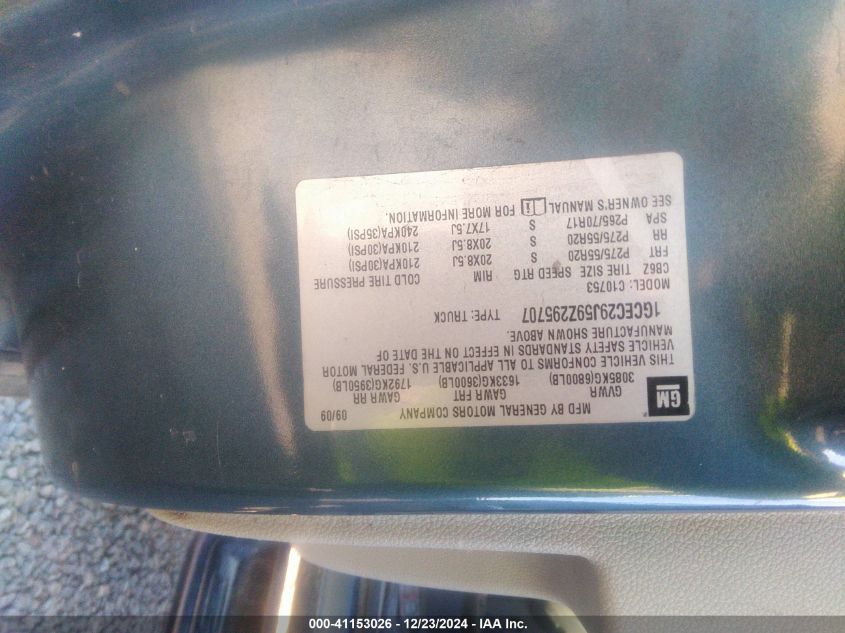 GM
MFD BY GENERAL MOTORS COMPANY 09/09
GVWR GAWR FRT GAWR RR
3085KG(6800LB) 1633KG(3600LB) 1792KG(3950LB)
THIS VEHICLE CONFORMS TO ALL APPLICABLE U.S. FEDERAL MOTOR
VEHICLE SAFETY STANDARDS IN EFFECT ON THE DATE OF
MANUFACTURE SHOWN ABOVE.
1GCEC29J59Z295707 TYPE: TRUCK
MODEL: C10753
CB6Z TIRE SIZE SPEED RTG RIM COLD TIRE PRESSURE
FRT P275/55R20 S 20X8.5J 210KPA(30PSI)
RR P275/55R20 S 20X8.5J 210KPA(30PSI)
SPA P265/70R17 S 17X7.5J 240KPA(35PSI)
SEE OWNER'S MANUAL FOR MORE INFORMATION.
000-41153026 - 12/23/2024 - IAA Inc.